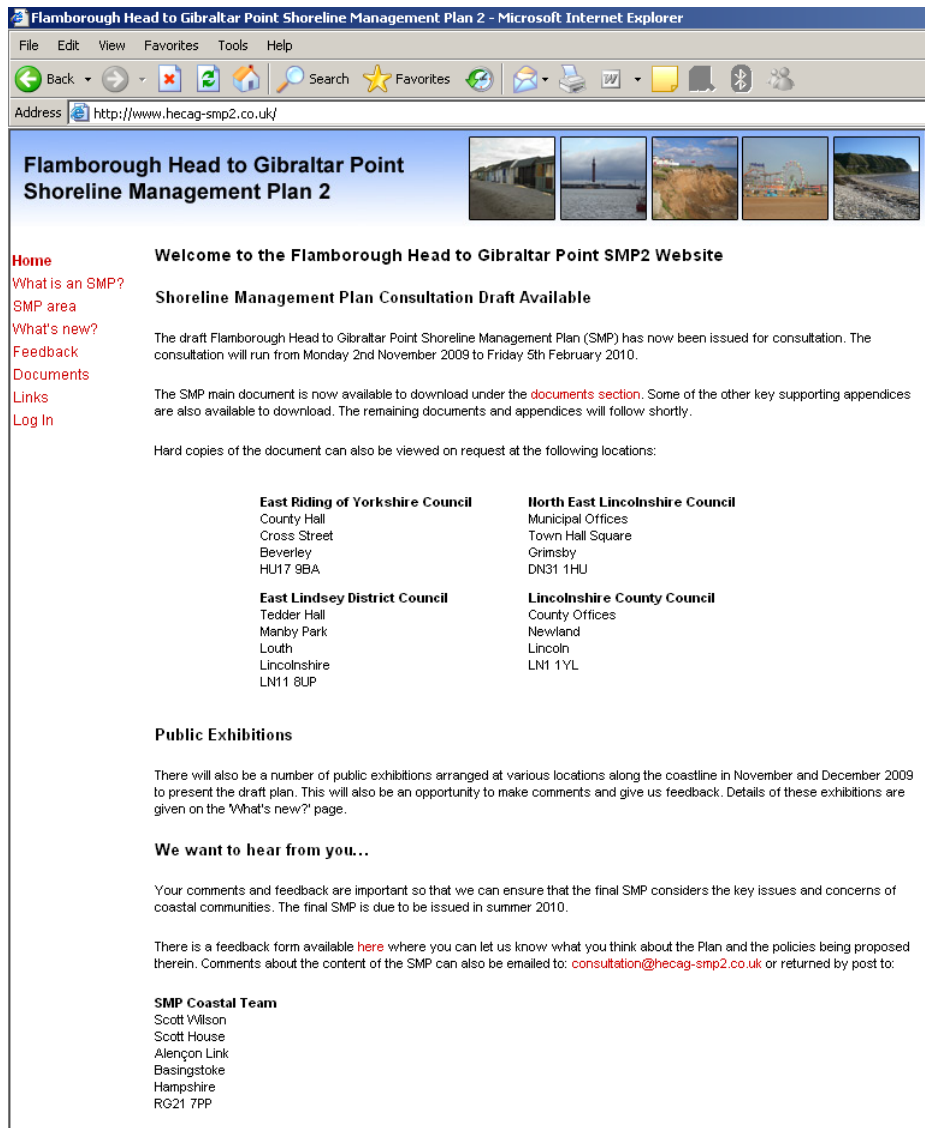 Flamborough Head to Gibraltar Point Shoreline Management Plan 2 - Microsoft Internet Explorer
File Edit View Favorites Tools Help
Back Search Favorites
Address http://www.hecag-smp2.co.uk/
Flamborough Head to Gibraltar Point
Shoreline Management Plan 2
Home
What is an SMP?
SMP area
What's new?
Feedback
Documents
Links
Log In
Welcome to the Flamborough Head to Gibraltar Point SMP2 Website
Shoreline Management Plan Consultation Draft Available
The draft Flamborough Head to Gibraltar Point Shoreline Management Plan (SMP) has now been issued for consultation. The
consultation will run from Monday 2nd November 2009 to Friday 5th February 2010.
The SMP main document is now available to download under the documents section. Some of the other key supporting appendices
are also available to download. The remaining documents and appendices will follow shortly.
Hard copies of the document can also be viewed on request at the following locations:
East Riding of Yorkshire Council
County Hall
Cross Street
Beverley
HU17 9BA
North East Lincolnshire Council
Municipal Offices
Town Hall Square
Grimsby
DN31 1HU
East Lindsey District Council
Tedder Hall
Manby Park
Louth
Lincolnshire
LN11 8UP
Lincolnshire County Council
County Offices
Newland
Lincoln
LN1 1YL
Public Exhibitions
There will also be a number of public exhibitions arranged at various locations along the coastline in November and December 2009
to present the draft plan. This will also be an opportunity to make comments and give us feedback. Details of these exhibitions are
given on the 'What's new?' page.
We want to hear from you...
Your comments and feedback are important so that we can ensure that the final SMP considers the key issues and concerns of
coastal communities. The final SMP is due to be issued in summer 2010.
There is a feedback form available here where you can let us know what you think about the Plan and the policies being proposed
therein. Comments about the content of the SMP can also be emailed to: consultation@hecag-smp2.co.uk or returned by post to:
SMP Coastal Team
Scott Wilson
Scott House
Alençon Link
Basingstoke
Hampshire
RG21 7PP